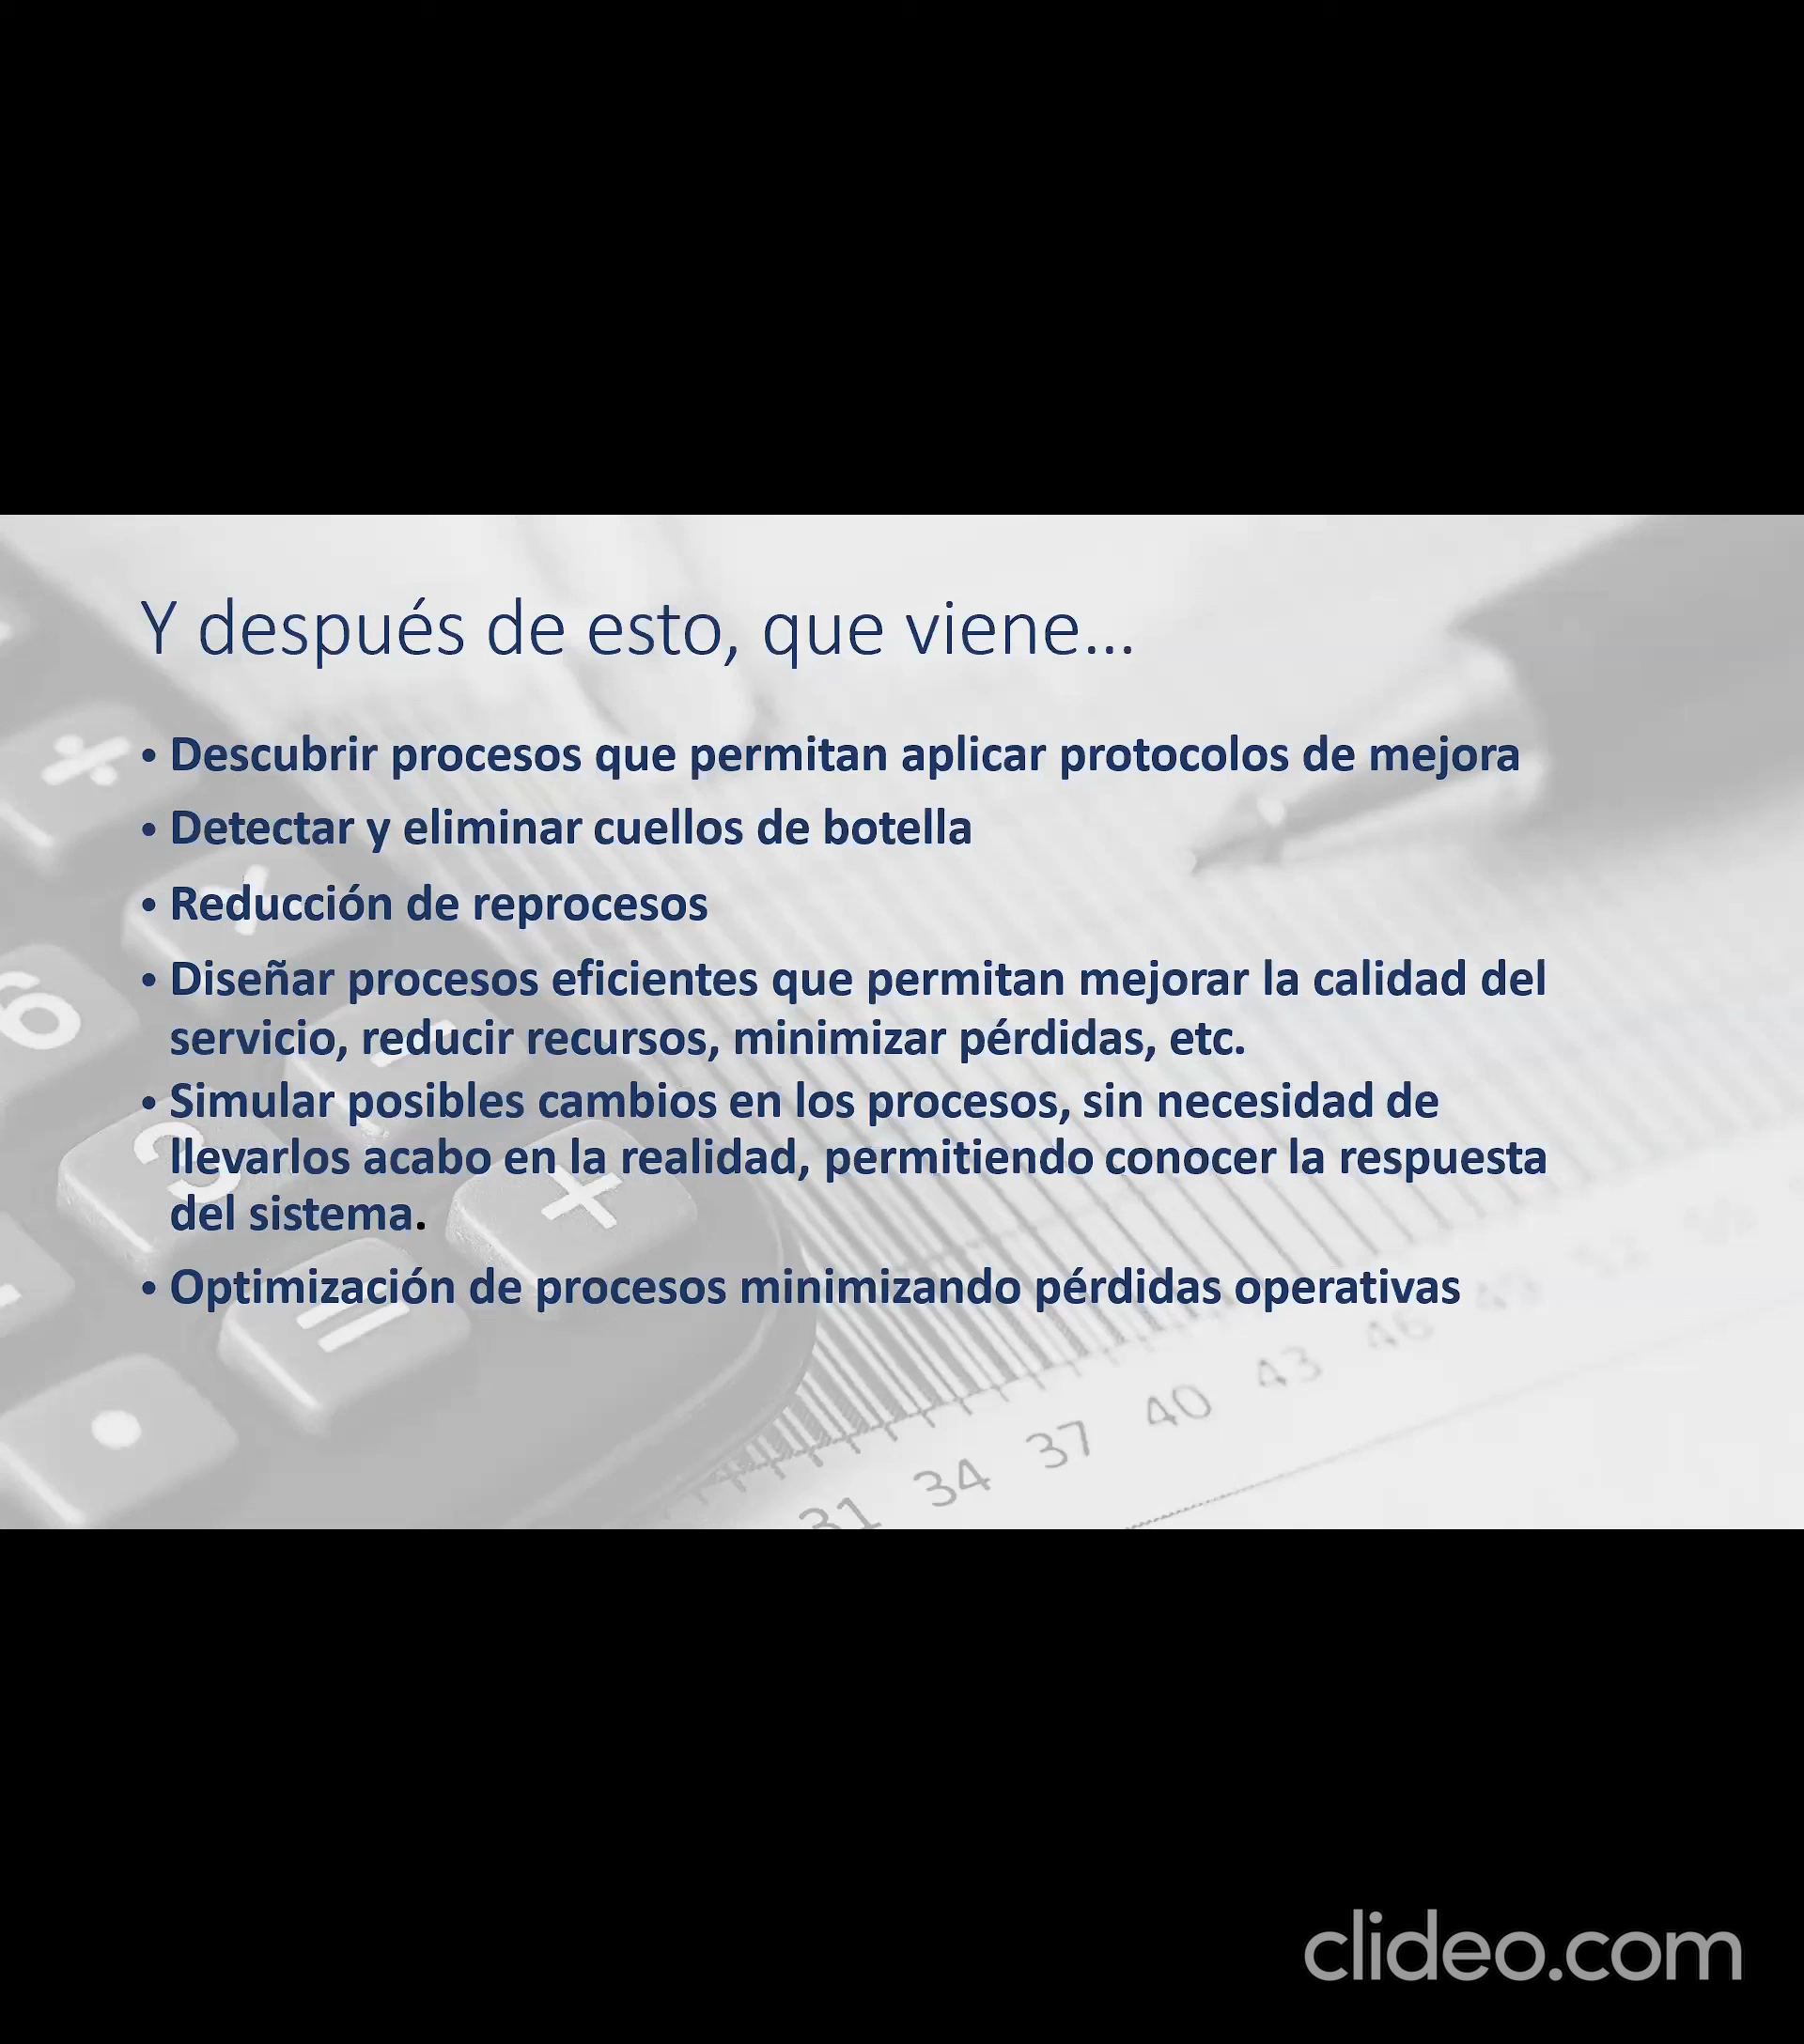 Y después de esto, que viene...
• Descubrir procesos que permitan aplicar protocolos de mejora
• Detectar y eliminar cuellos de botella
• Reducción de reprocesos
• Diseñar procesos eficientes que permitan mejorar la calidad del
servicio, reducir recursos, minimizar pérdidas, etc.
• Simular posibles cambios en los procesos, sin necesidad de
llevarlos acabo en la realidad, permitiendo conocer la respuesta
del sistema.
• Optimización de procesos minimizando pérdidas operativas
31 34 37 40 43 46
clideo.com